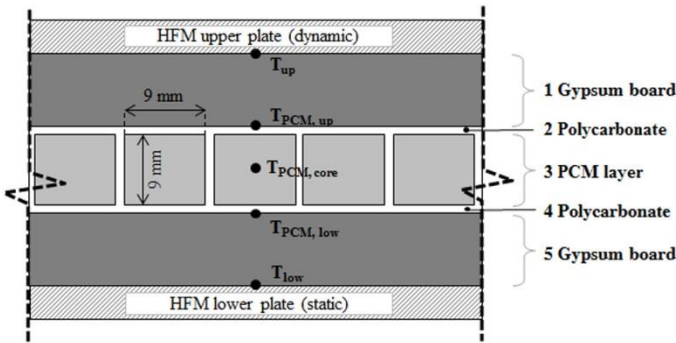 HFM upper plate (dynamic)
T_up
1 Gypsum board
9 mm
T_PCM, up
2 Polycarbonate
9 mm
T_PCM,core
3 PCM layer
4 Polycarbonate
T_PCM, low
5 Gypsum board
T_low
HFM lower plate (static)